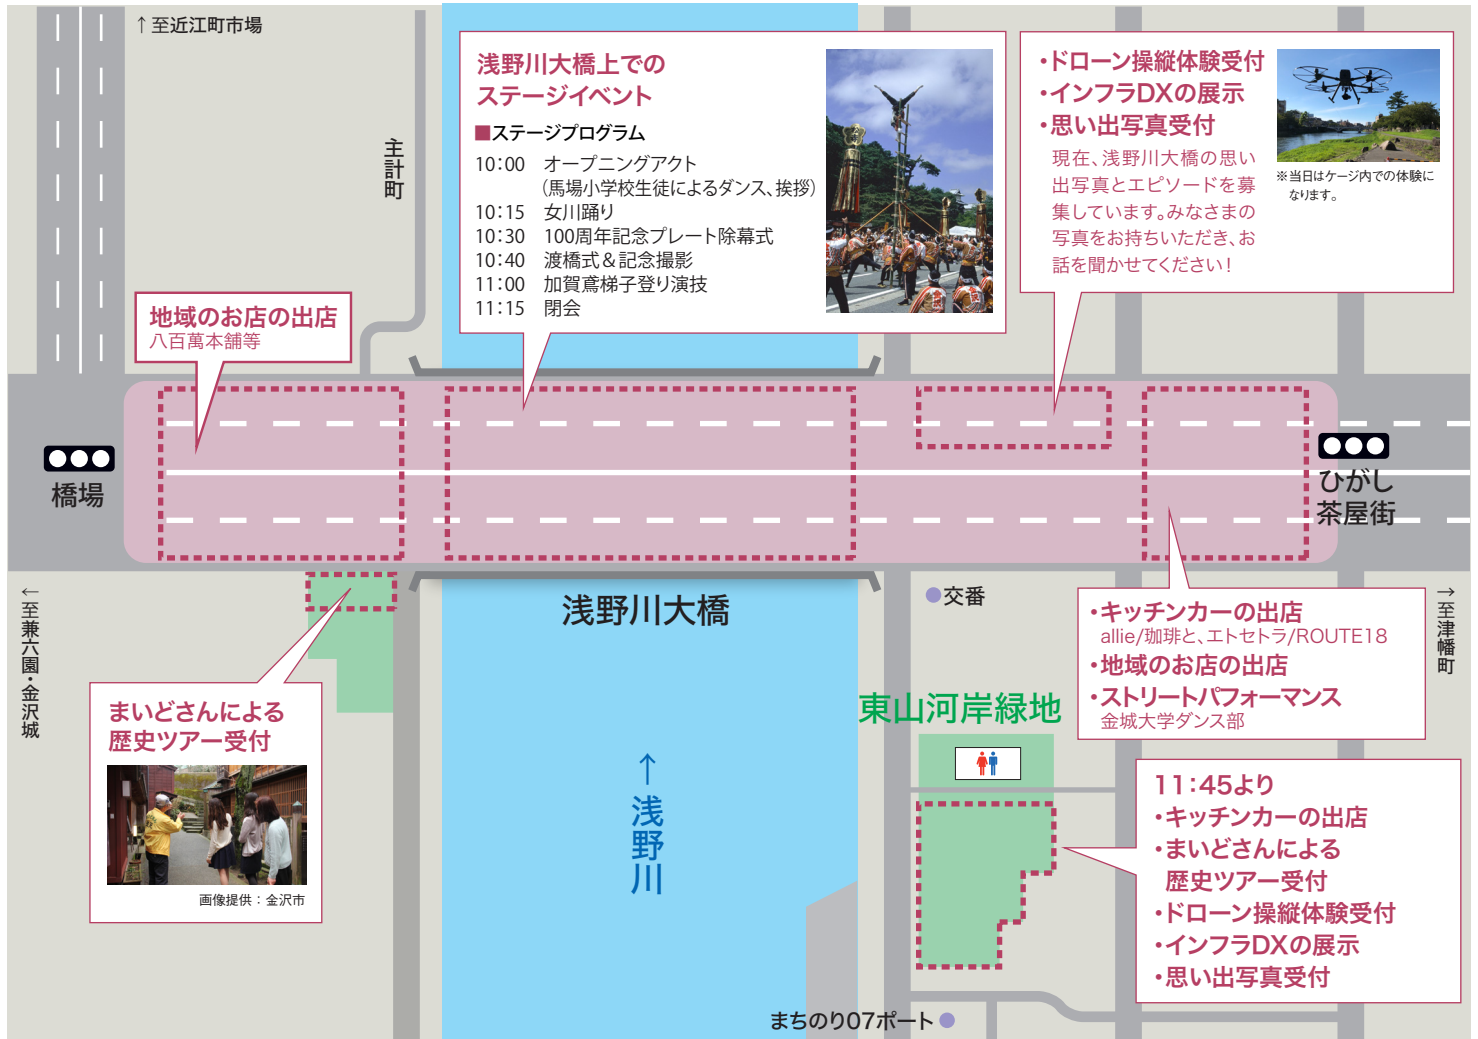 ↑至近江町市場
主計町
浅野川大橋上での
ステージイベント
■ステージプログラム
10:00 オープニングアクト
（馬場小学校生徒によるダンス、挨拶）
10:15 女川踊り
10:30 100周年記念プレート除幕式
10:40 渡橋式＆記念撮影
11:00 加賀鳶梯子登り演技
11:15 閉会
・ドローン操縦体験受付
・インフラDXの展示
・思い出写真受付
現在、浅野川大橋の思い
出写真とエピソードを募
集しています。みなさまの
写真をお持ちいただき、お
話を聞かせてください！
※当日はケージ内での体験に
なります。
地域のお店の出店
八百萬本舗等
橋場
ひがし
茶屋街
←至兼六園・金沢城
浅野川大橋
交番
→至津幡町
・キッチンカーの出店
allie/珈琲と、エトセトラ/ROUTE18
・地域のお店の出店
・ストリートパフォーマンス
金城大学ダンス部
まいどさんによる
歴史ツアー受付
画像提供：金沢市
東山河岸緑地
↑浅野川
11：45より
・キッチンカーの出店
・まいどさんによる
歴史ツアー受付
・ドローン操縦体験受付
・インフラDXの展示
・思い出写真受付
まちのり07ポート